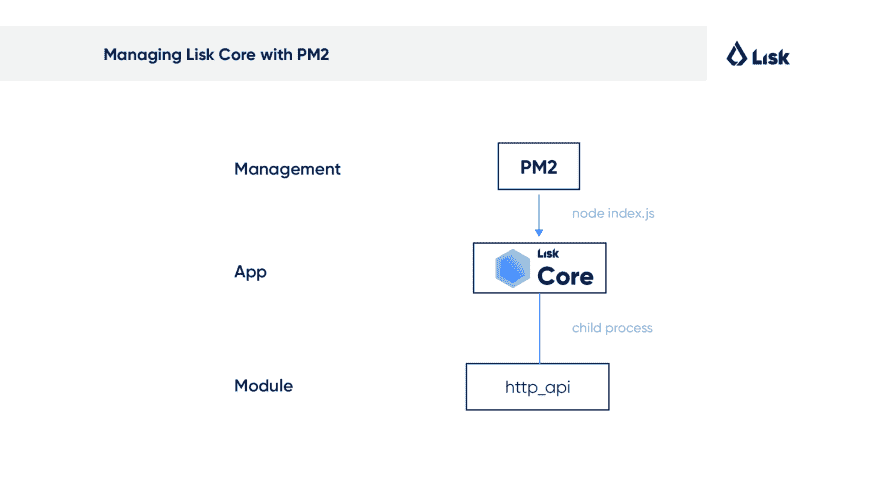 Managing Lisk Core with PM2
Lisk
Management
PM2
node index.js
App
Lisk
Core
child process
Module
http_api